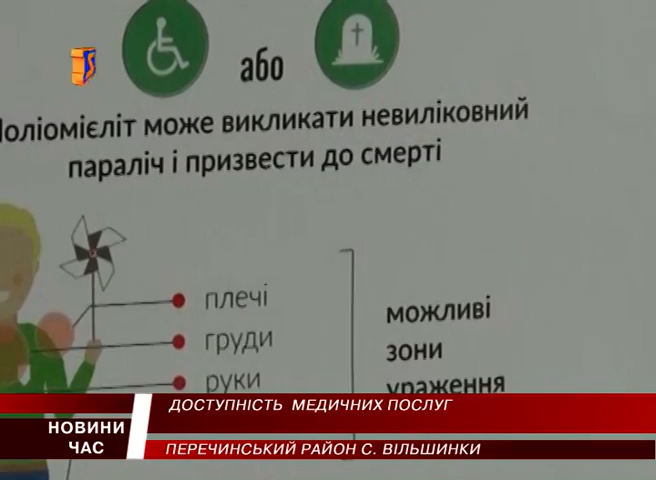 або
Поліомієліт може викликати невиліковний
параліч і призвести до смерті
плечі
груди
руки
можливі
зони
ураження
ДОСТУПНІСТЬ МЕДИЧНИХ ПОСЛУГ
НОВИНИ
ЧАС
ПЕРЕЧИНСЬКИЙ РАЙОН С. ВІЛЬШИНКИ